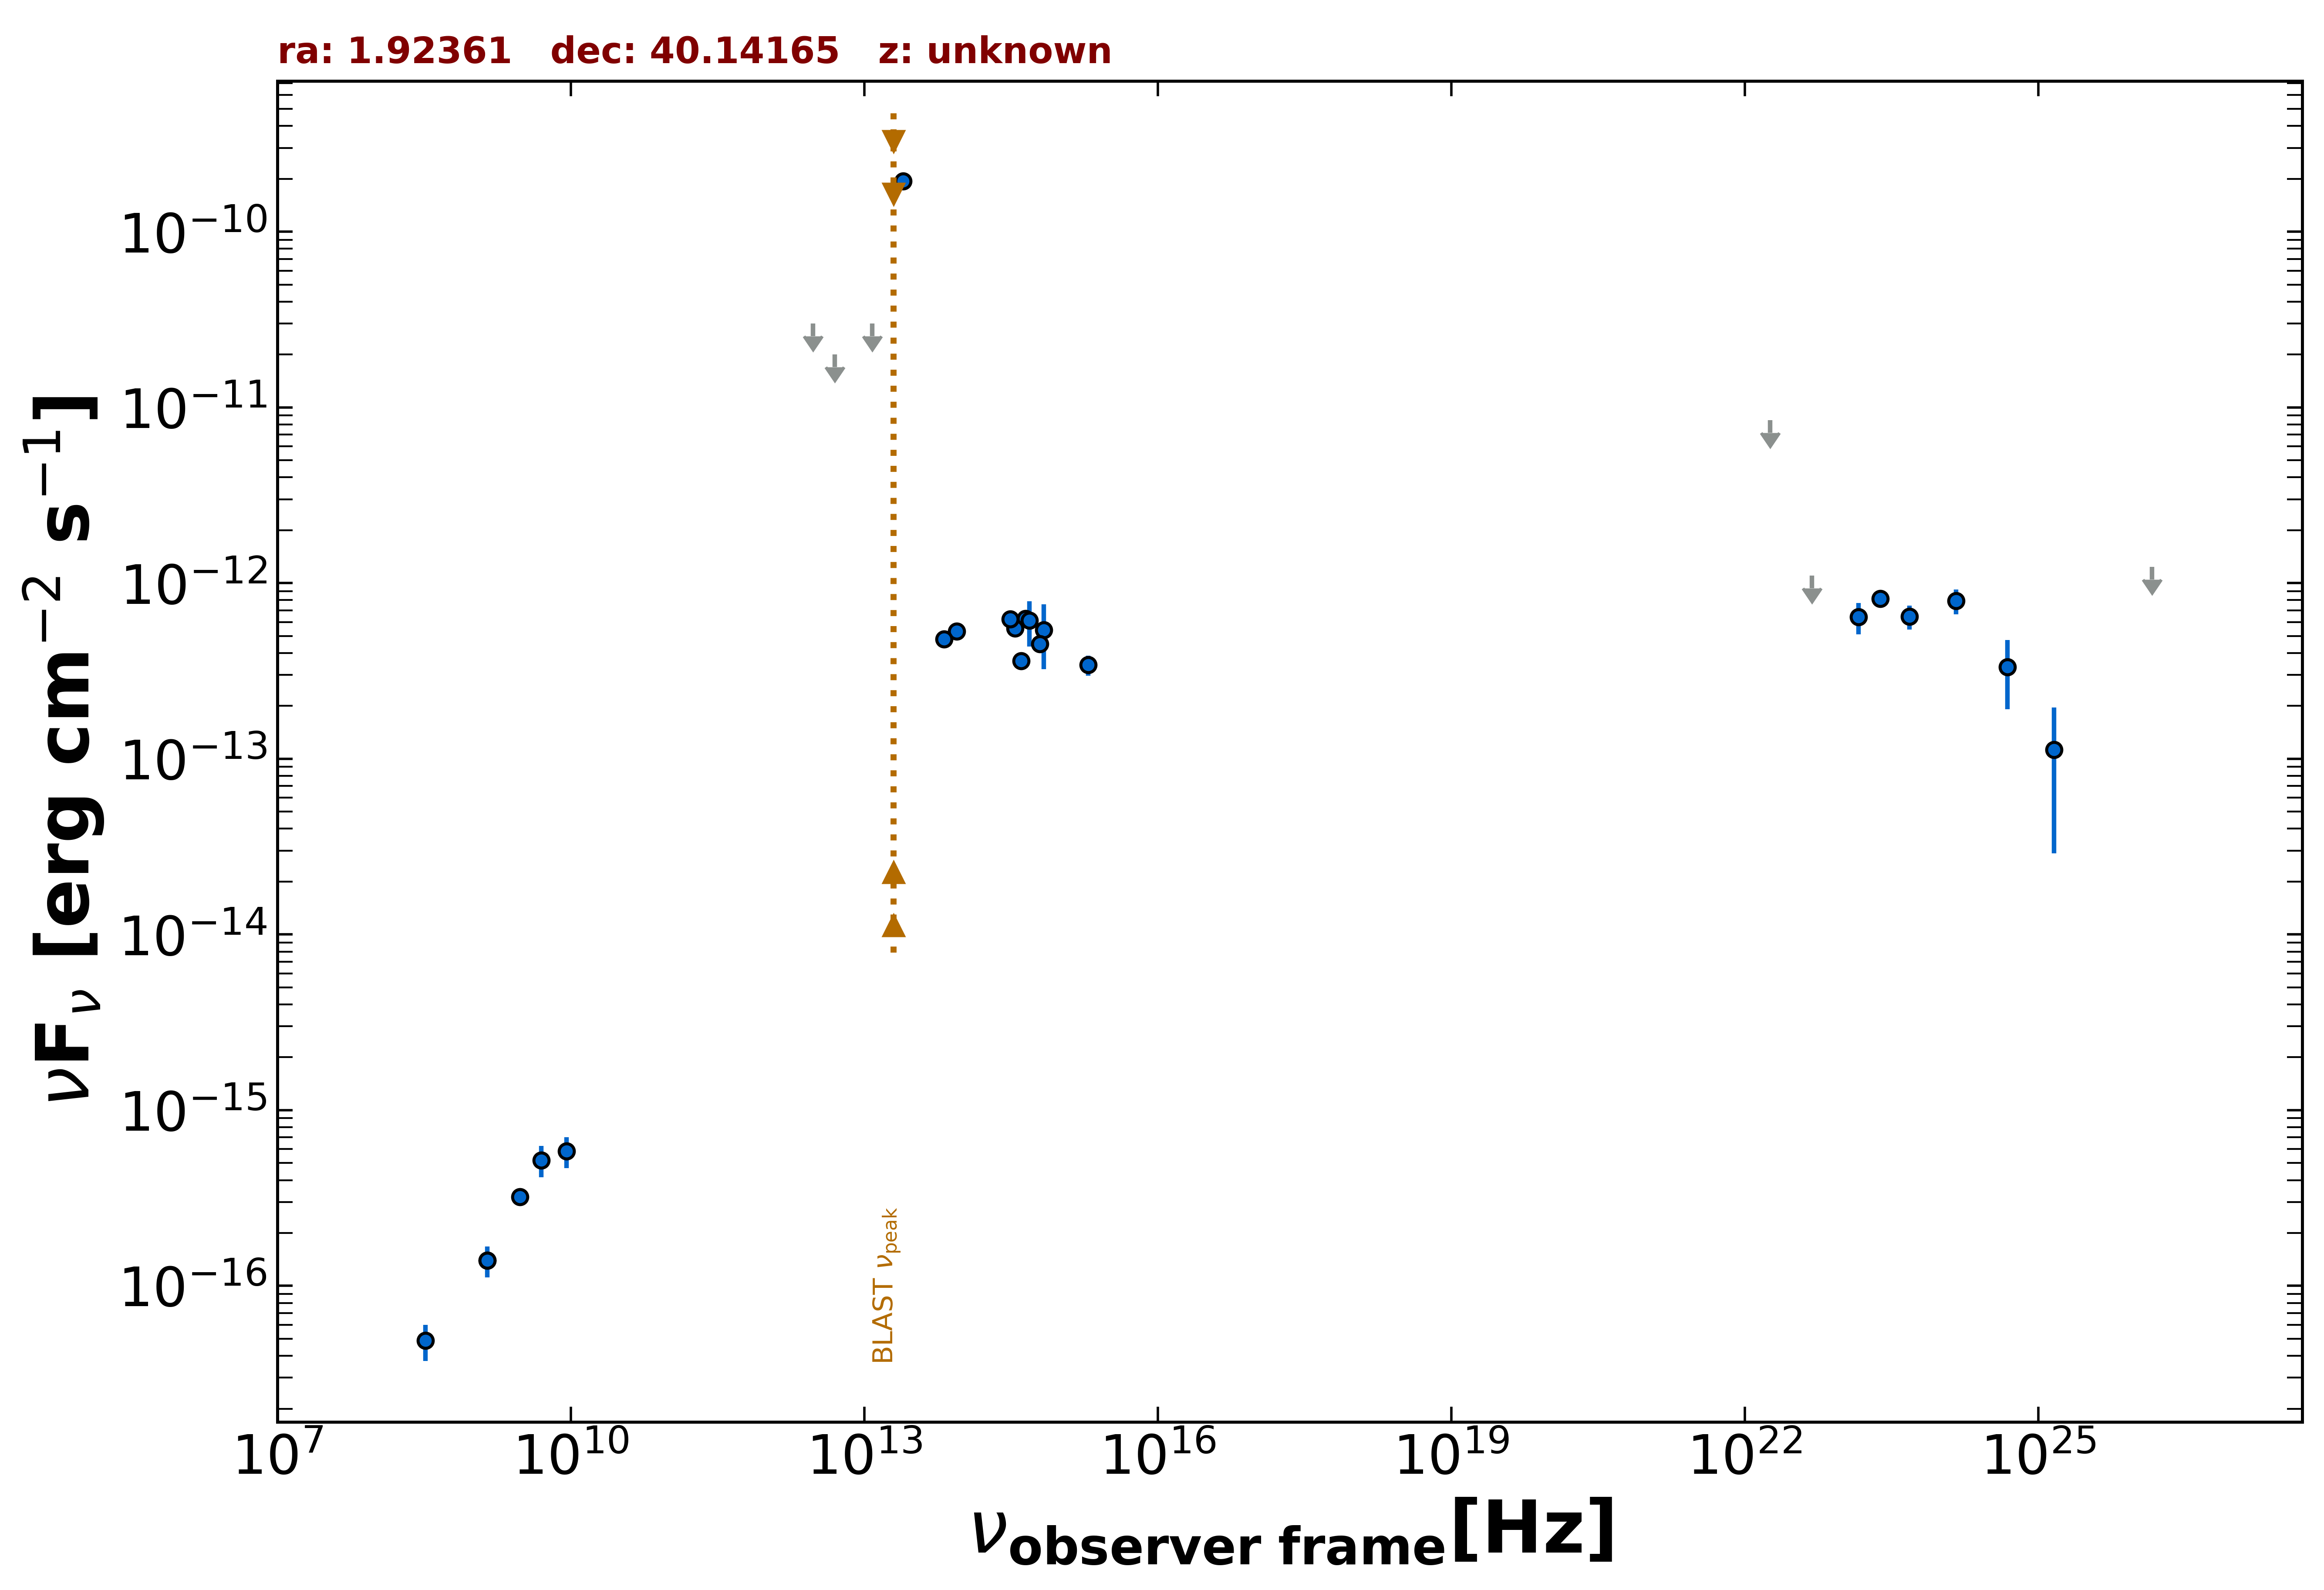 ra: 1.92361   dec: 40.14165   z: unknown
νFν [erg cm−2 s−1]
10−10
10−11
10−12
10−13
10−14
10−15
10−16
BLAST νpeak
107 1010 1013 1016 1019 1022 1025
νobserver frame[Hz]